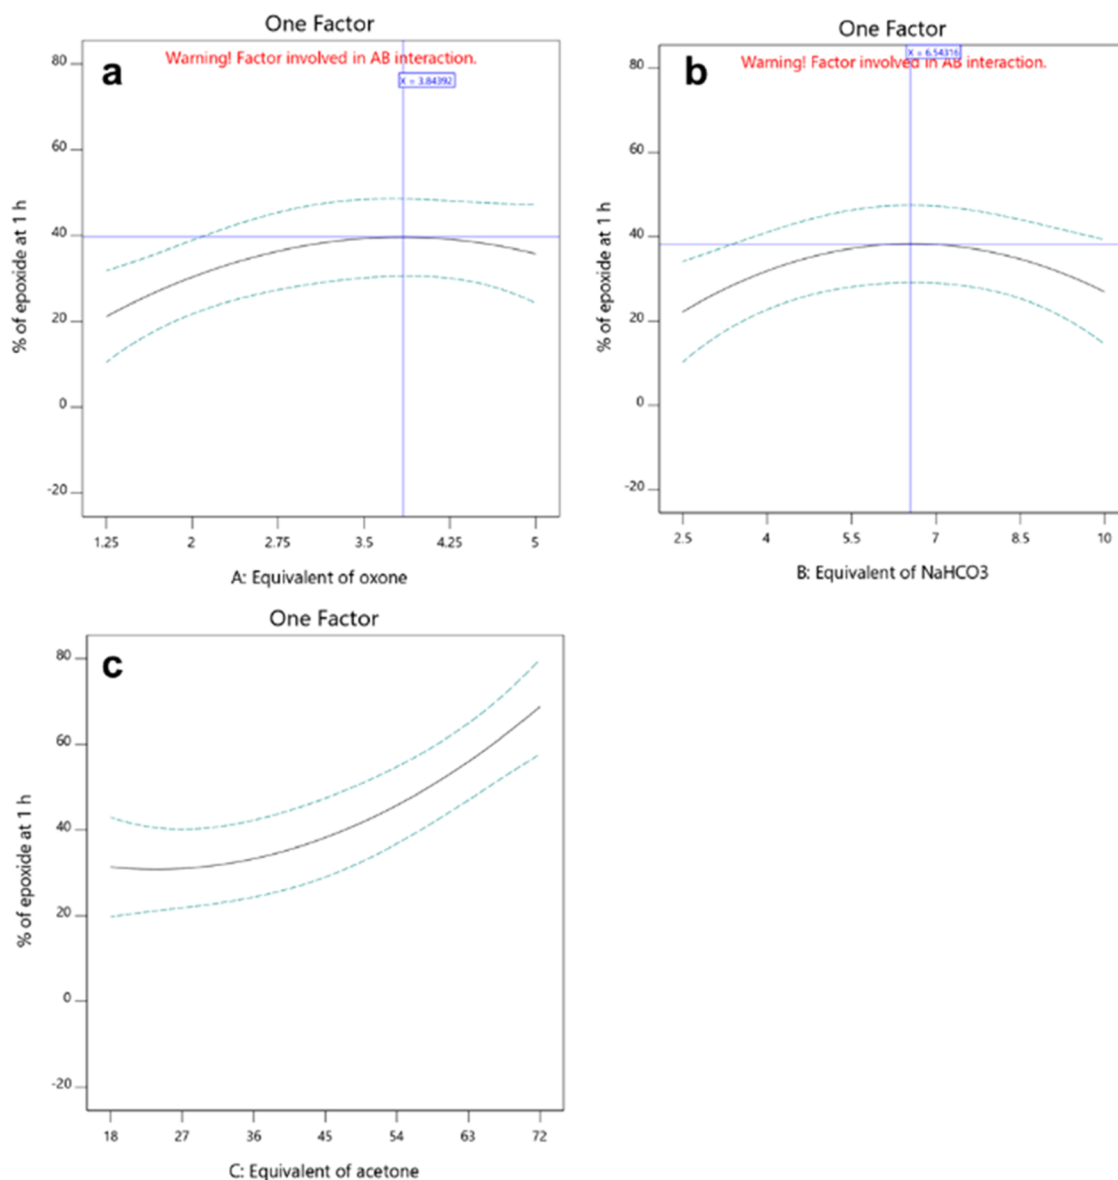 One Factor
a
Warning! Factor involved in AB interaction.
X = 3.84392
80
60
40
20
0
-20
% of epoxide at 1 h
1.25 2 2.75 3.5 4.25 5
A: Equivalent of oxone
One Factor
b
X = 6.54316
Warning! Factor involved in AB interaction.
80
60
40
20
0
-20
% of epoxide at 1 h
2.5 4 5.5 7 8.5 10
B: Equivalent of NaHCO3
One Factor
c
80
60
40
20
0
-20
% of epoxide at 1 h
18 27 36 45 54 63 72
C: Equivalent of acetone